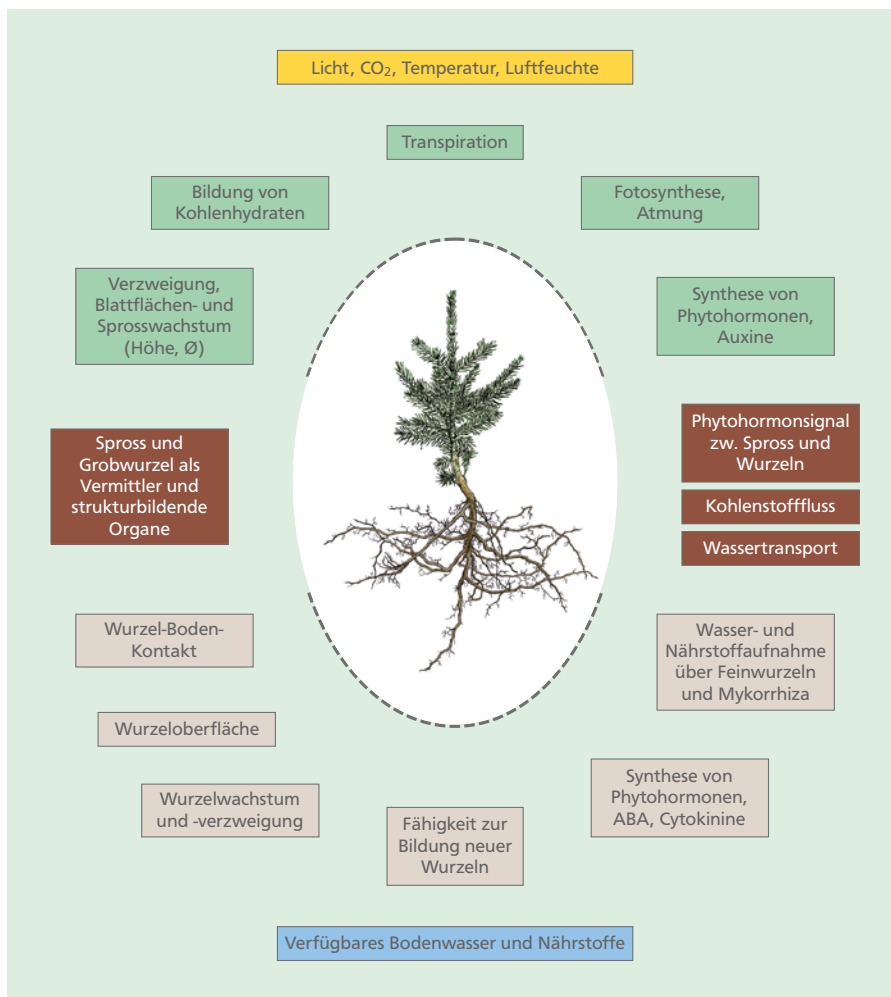 Licht, CO₂, Temperatur, Luftfeuchte
Transpiration
Bildung von
Kohlenhydraten
Fotosynthese,
Atmung
Verzweigung,
Blattflächen- und
Sprosswachstum
(Höhe, Ø)
Synthese von
Phytohormonen,
Auxine
Spross und
Grobwurzel als
Vermittler und
strukturbildende
Organe
Phytohormonsignal
zw. Spross und
Wurzeln
Kohlenstofffluss
Wassertransport
Wurzel-Boden-
Kontakt
Wasser- und
Nährstoffaufnahme
über Feinwurzeln
und Mykorrhiza
Wurzeloberfläche
Wurzelwachstum
und -verzweigung
Fähigkeit zur
Bildung neuer
Wurzeln
Synthese von
Phytohormonen,
ABA, Cytokinine
Verfügbares Bodenwasser und Nährstoffe